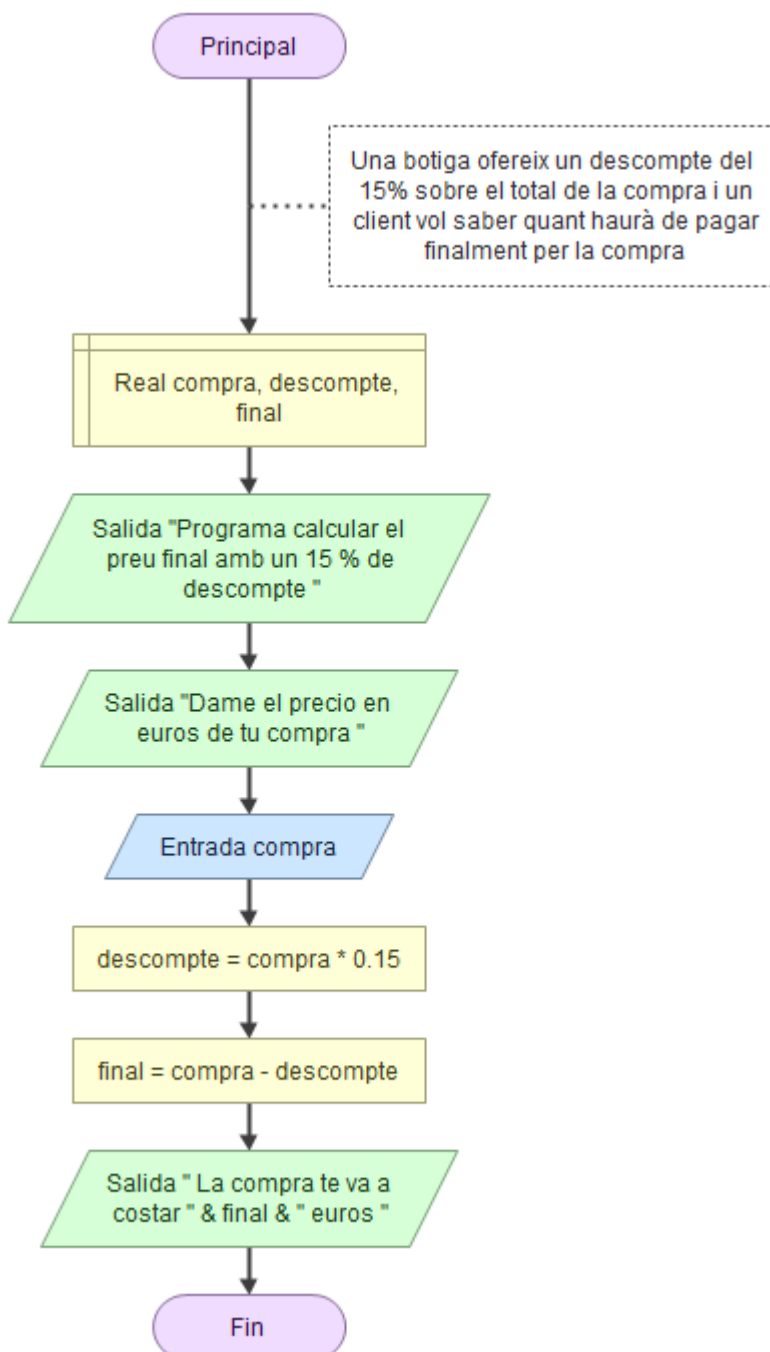 Principal
Una botiga ofereix un descompte del
15% sobre el total de la compra i un
client vol saber quant haurà de pagar
finalment per la compra
Real compra, descompte,
final
Salida "Programa calcular el
preu final amb un 15 % de
descompte "
Salida "Dame el precio en
euros de tu compra "
Entrada compra
descompte = compra * 0.15
final = compra - descompte
Salida " La compra te va a
costar " & final & " euros "
Fin